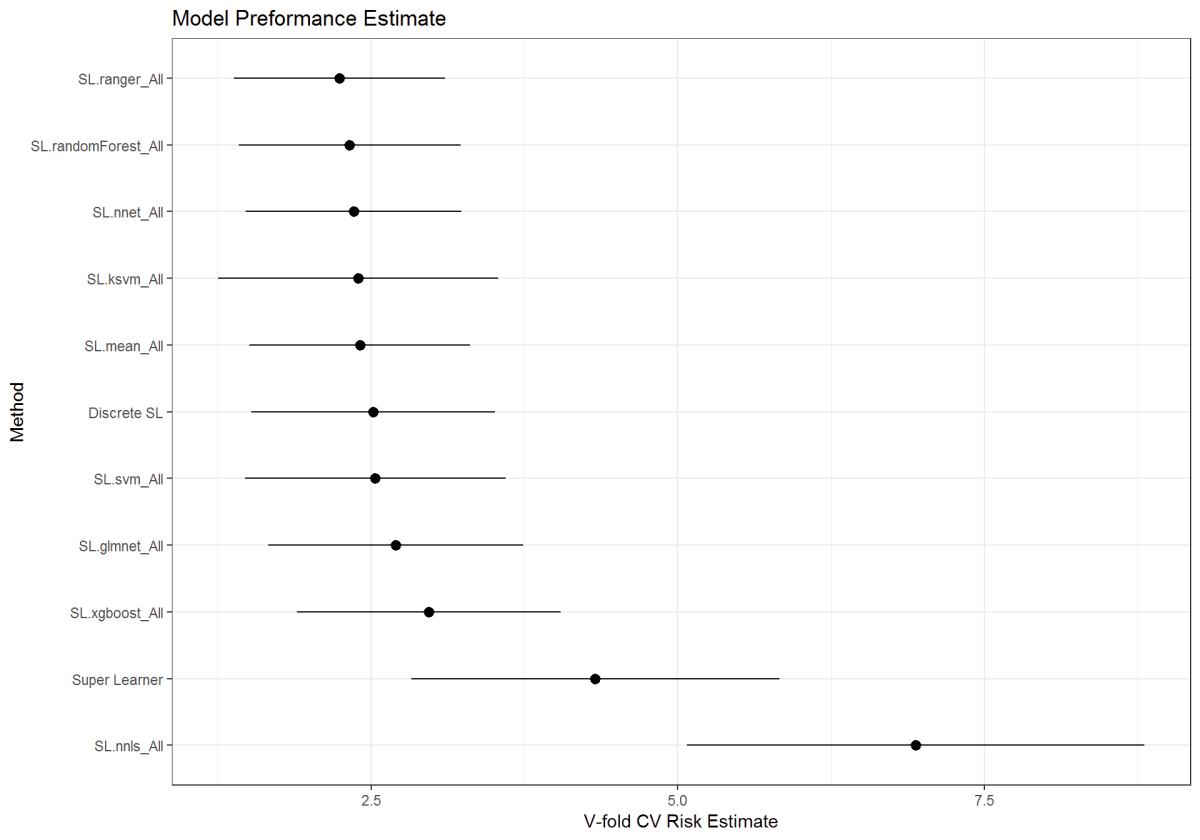 Model Preformance Estimate
SL.ranger_All
SL.randomForest_All
SL.nnet_All
SL.ksvm_All
SL.mean_All
Discrete SL
SL.svm_All
SL.glmnet_All
SL.xgboost_All
Super Learner
SL.nnls_All
Method
2.5 5.0 7.5
V-fold CV Risk Estimate